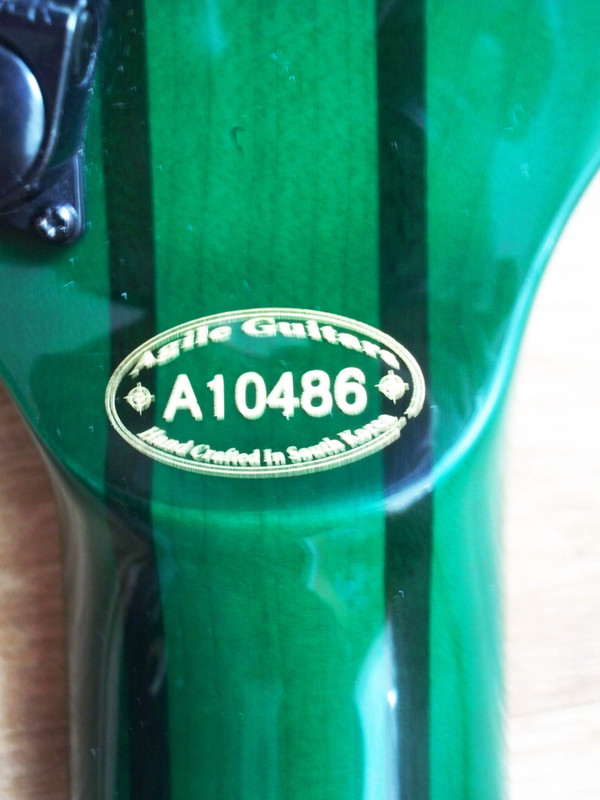 Agile Guitars
A10486
Hand Crafted In South Korea